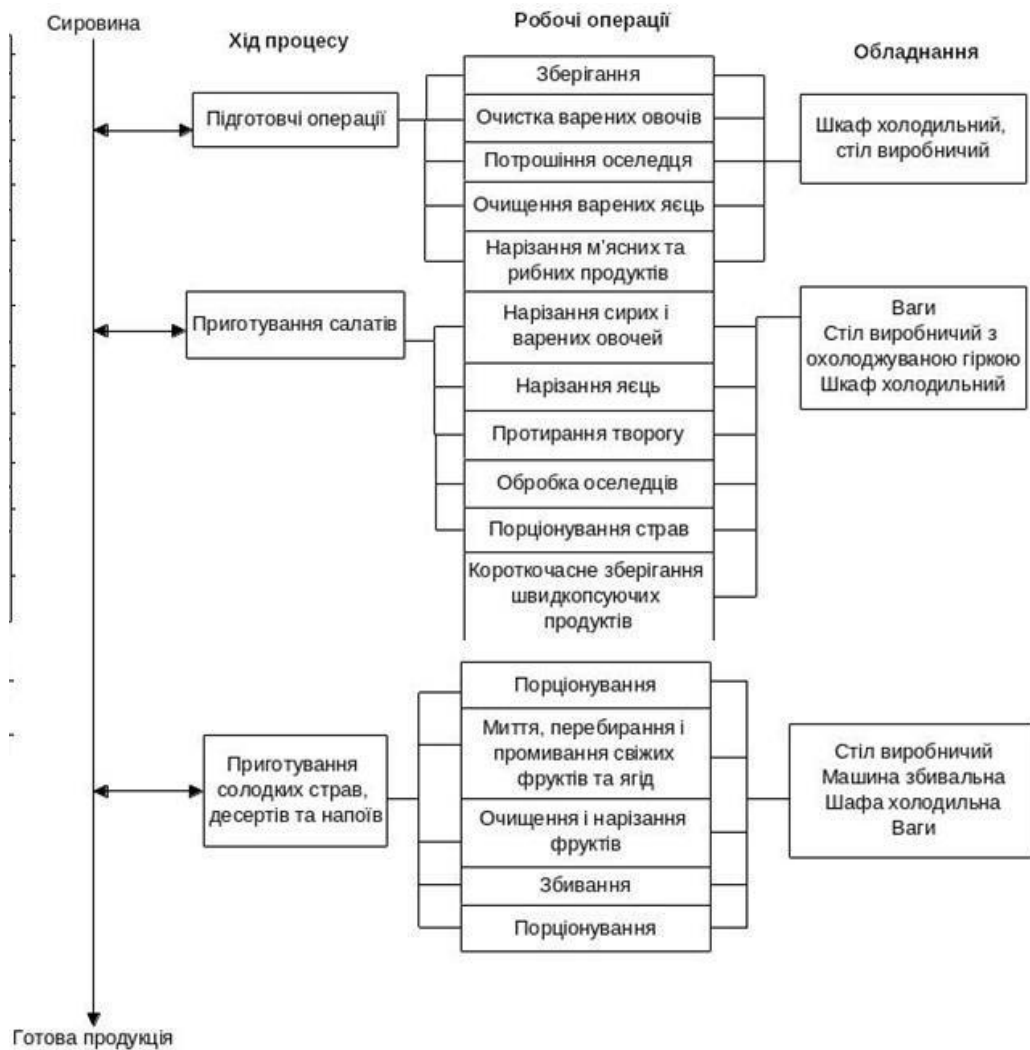 Сировина
Хід процесу
Робочі операції
Обладнання
Підготовчі операції
Зберігання
Очистка варених овочів
Потрошіння оселедця
Очищення варених яєць
Нарізання м'ясних та
рибних продуктів
Шкаф холодильний,
стіл виробничий
Приготування салатів
Нарізання сирих і
варених овочей
Нарізання яєць
Протирання творогу
Обробка оселедців
Порціонування страв
Короткочасне зберігання
швидкопсуючих
продуктів
Ваги
Стіл виробничий з
охолоджуваною гіркою
Шкаф холодильний
Приготування
солодких страв,
десертів та напоїв
Порціонування
Миття, перебирання і
промивання свіжих
фруктів та ягід
Очищення і нарізання
фруктів
Збивання
Порціонування
Стіл виробничий
Машина збивальна
Шафа холодильна
Ваги
Готова продукція